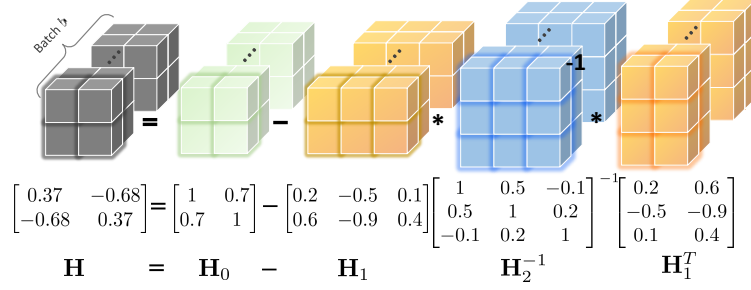 Batch b
= − * -1 *
[0.37 −0.68; −0.68 0.37] = [1 0.7; 0.7 1] − [0.2 −0.5 0.1; 0.6 −0.9 0.4] [1 0.5 −0.1; 0.5 1 0.2; −0.1 0.2 1]⁻¹ [0.2 0.6; −0.5 −0.9; 0.1 0.4]
H = H₀ − H₁ H₂⁻¹ H₁ᵀ